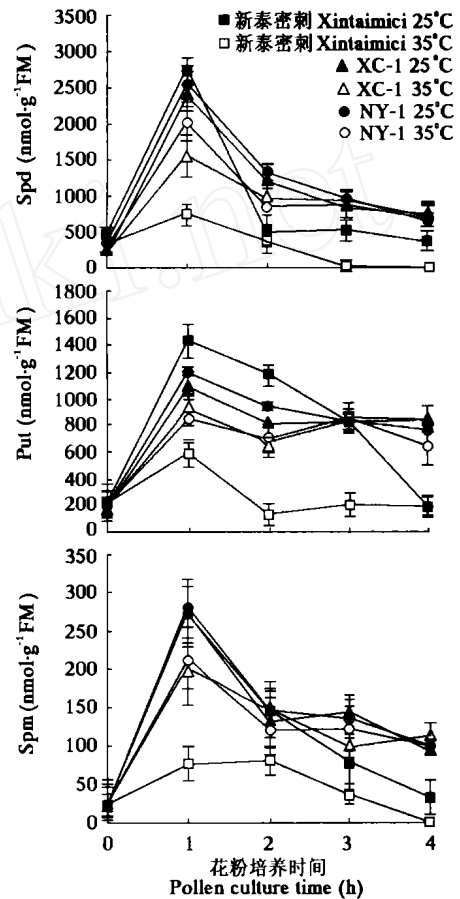 3500
3000
2500
2000
1500
1000
500
0
Spd (nmol·g⁻¹FM)
■ 新泰密刺 Xintaimici 25°C
□ 新泰密刺 Xintaimici 35°C
▲ XC-1 25°C
△ XC-1 35°C
● NY-1 25°C
○ NY-1 35°C
1800
1600
1400
1200
1000
800
600
400
200
0
Put (nmol·g⁻¹FM)
300
250
200
150
100
50
0
Spm (nmol·g⁻¹FM)
0 1 2 3 4
花粉培养时间
Pollen culture time (h)